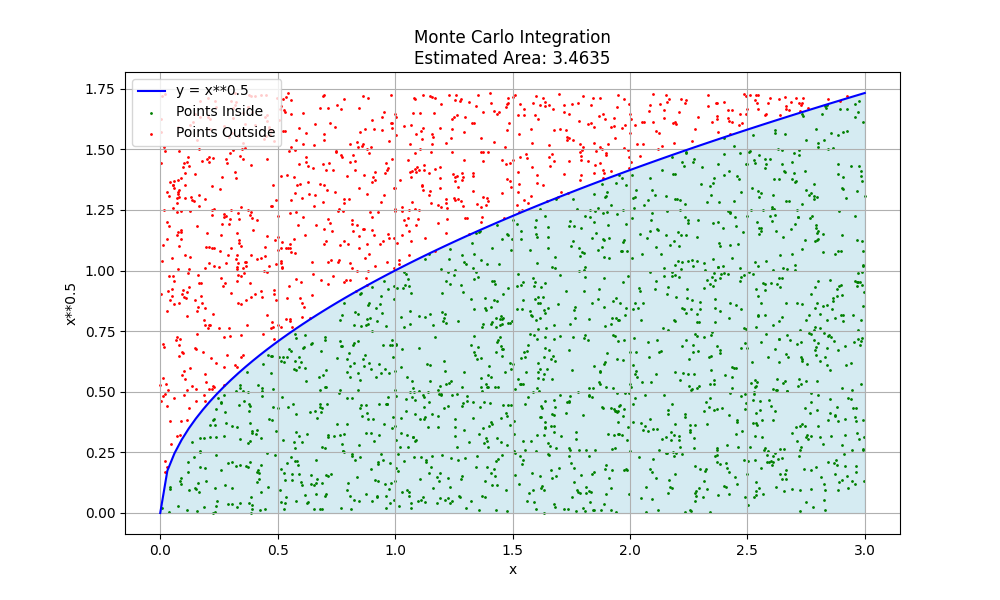 Monte Carlo Integration
Estimated Area: 3.4635
y = x**0.5
Points Inside
Points Outside
1.75
1.50
1.25
1.00
0.75
0.50
0.25
0.00
x**0.5
0.0 0.5 1.0 1.5 2.0 2.5 3.0
x